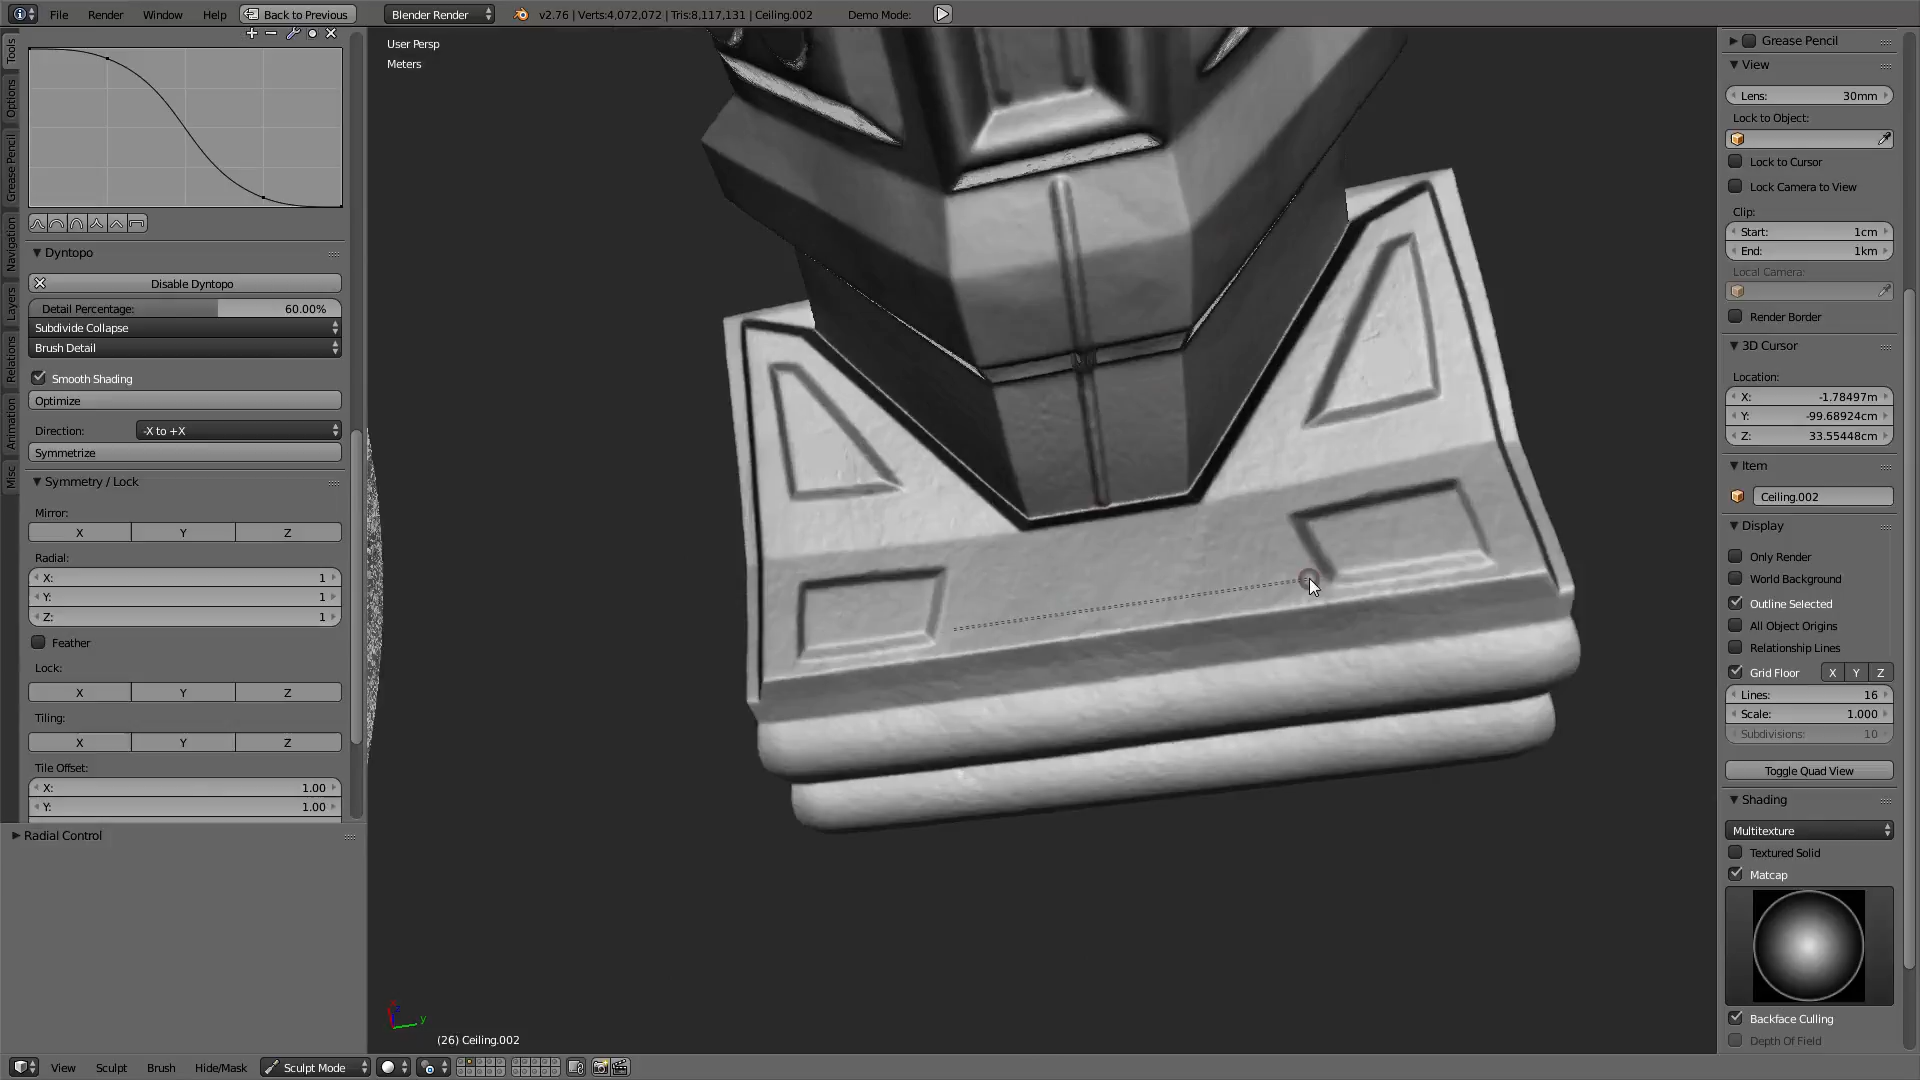 File Render Window Help Back to Previous Blender Render v2.76 | Verts:4,072,072 | Tris:8,117,131 | Ceiling.002 Demo Mode:
Tools
Options
Grease Pencil
Navigation
Layers
Relations
Animation
Misc
Dyntopo
Disable Dyntopo
Detail Percentage: 60.00%
Subdivide Collapse
Brush Detail
Smooth Shading
Optimize
Direction: -X to +X
Symmetrize
Symmetry / Lock
Mirror:
X Y Z
Radial:
X: 1
Y: 1
Z: 1
Feather
Lock:
X Y Z
Tiling:
X Y Z
Tile Offset:
X: 1.00
Y: 1.00
Radial Control
User Persp
Meters
(26) Ceiling.002
z
y
Grease Pencil
View
Lens: 30mm
Lock to Object:
Lock to Cursor
Lock Camera to View
Clip:
Start: 1cm
End: 1km
Local Camera:
Render Border
3D Cursor
Location:
X: -1.78497m
Y: -99.68924cm
Z: 33.55448cm
Item
Ceiling.002
Display
Only Render
World Background
Outline Selected
All Object Origins
Relationship Lines
Grid Floor X Y Z
Lines: 16
Scale: 1.000
Subdivisions: 10
Toggle Quad View
Shading
Multitexture
Textured Solid
Matcap
Backface Culling
Depth Of Field
View Sculpt Brush Hide/Mask Sculpt Mode